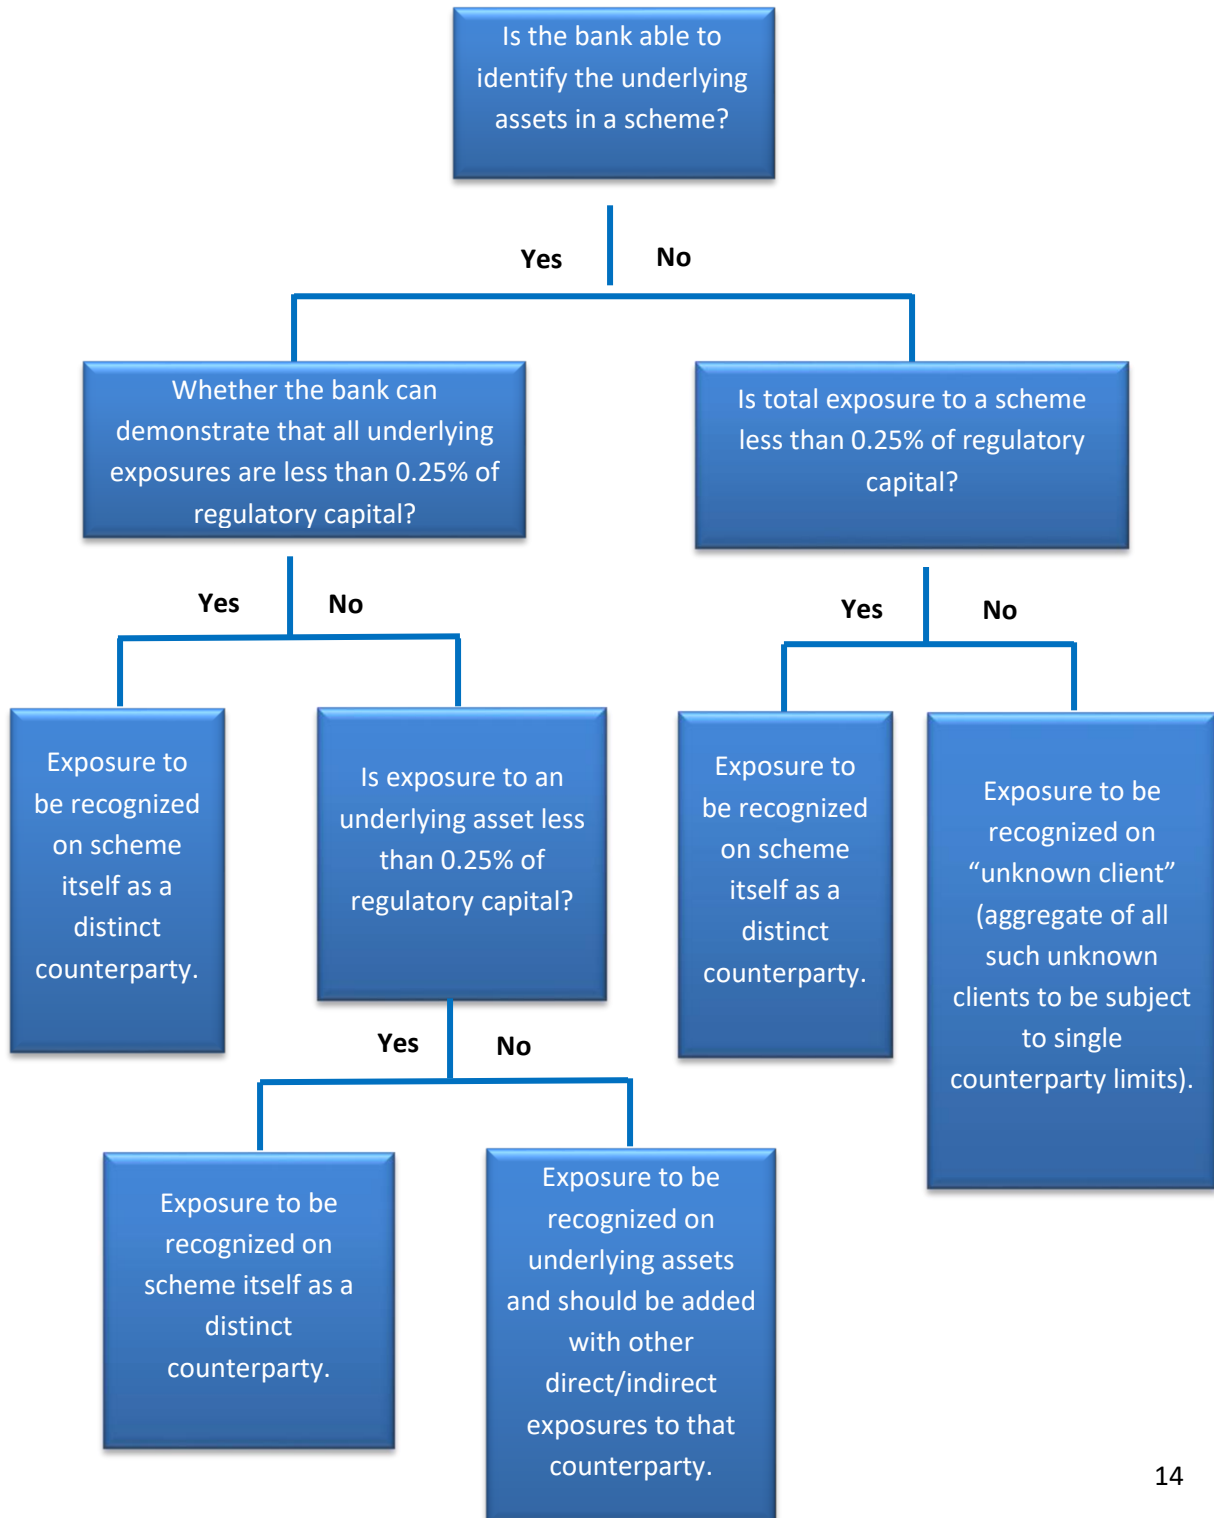 Is the bank able to
identify the underlying
assets in a scheme?
Yes
No
Whether the bank can
demonstrate that all underlying
exposures are less than 0.25% of
regulatory capital?
Is total exposure to a scheme
less than 0.25% of regulatory
capital?
Yes
No
Yes
No
Exposure to
be recognized
on scheme
itself as a
distinct
counterparty.
Is exposure to an
underlying asset less
than 0.25% of
regulatory capital?
Exposure to
be recognized
on scheme
itself as a
distinct
counterparty.
Exposure to be
recognized on
“unknown client”
(aggregate of all
such unknown
clients to be subject
to single
counterparty limits).
Yes
No
Exposure to be
recognized on
scheme itself as a
distinct
counterparty.
Exposure to be
recognized on
underlying assets
and should be added
with other
direct/indirect
exposures to that
counterparty.
14